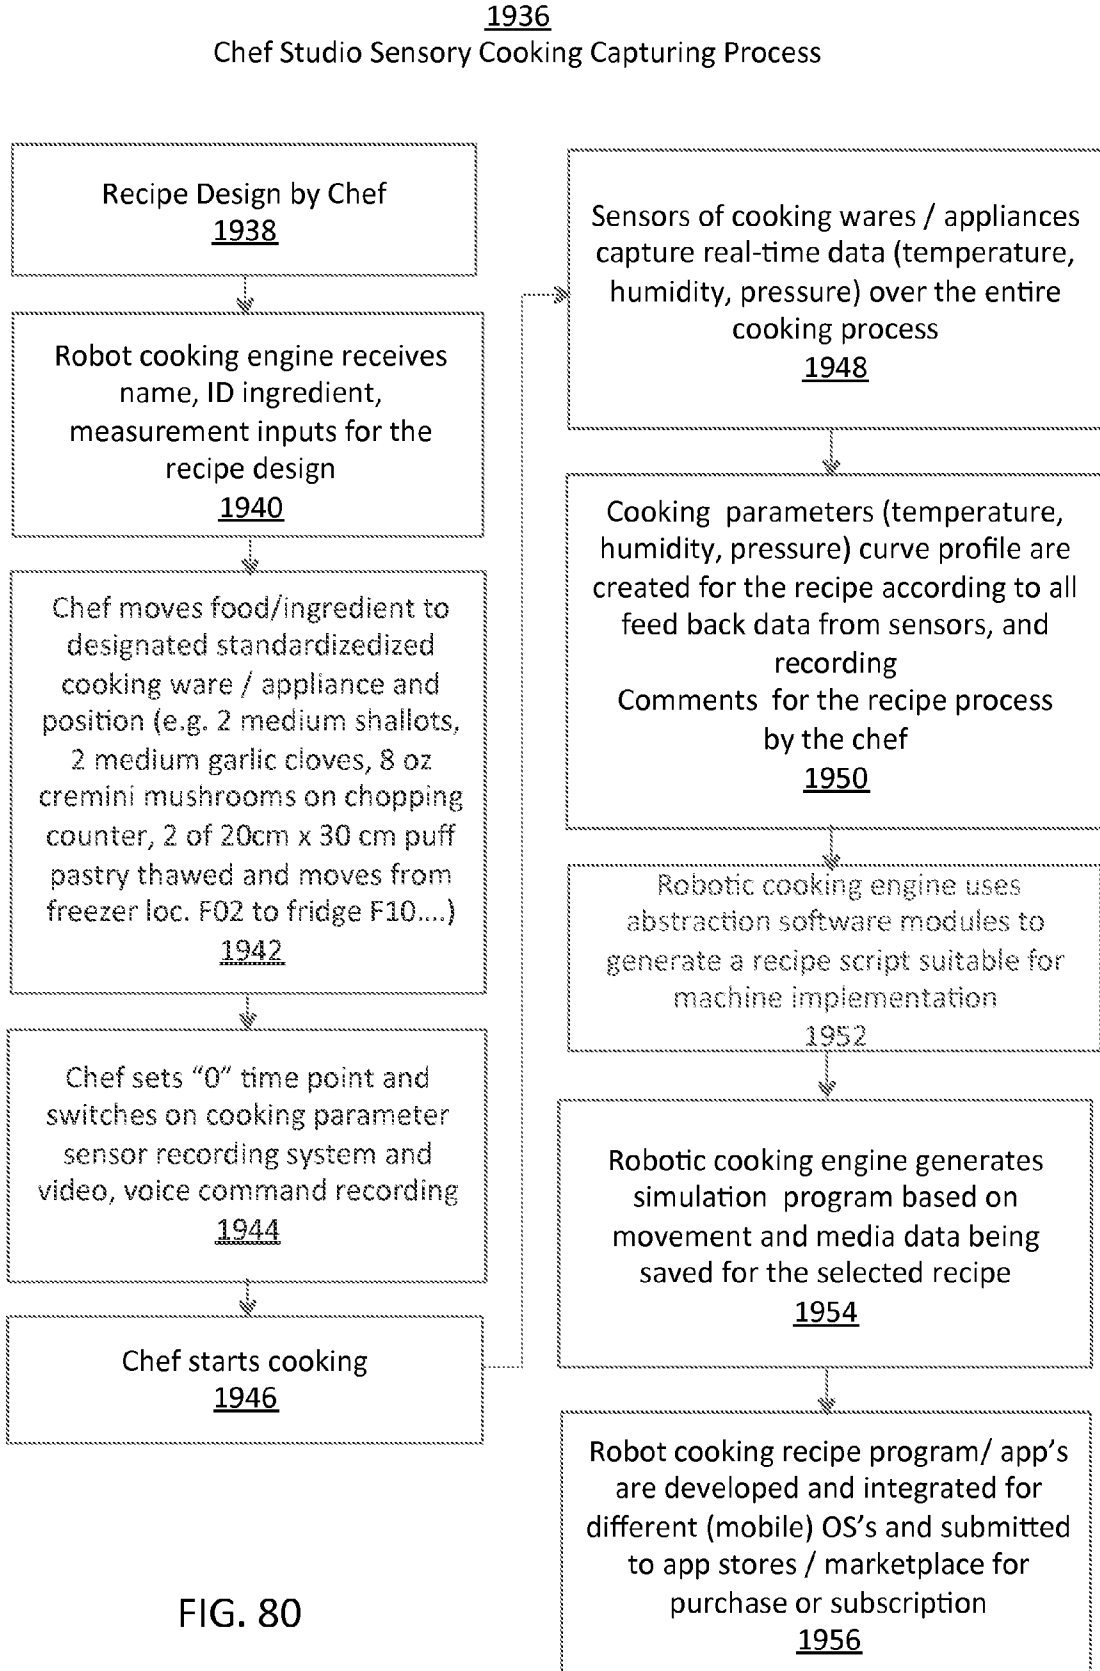 1936
Chef Studio Sensory Cooking Capturing Process
Recipe Design by Chef
1938
Robot cooking engine receives
name, ID ingredient,
measurement inputs for the
recipe design
1940
Chef moves food/ingredient to
designated standardizedized
cooking ware / appliance and
position (e.g. 2 medium shallots,
2 medium garlic cloves, 8 oz
cremini mushrooms on chopping
counter, 2 of 20cm x 30 cm puff
pastry thawed and moves from
freezer loc. F02 to fridge F10....)
1942
Chef sets “0” time point and
switches on cooking parameter
sensor recording system and
video, voice command recording
1944
Chef starts cooking
1946
Sensors of cooking wares / appliances
capture real-time data (temperature,
humidity, pressure) over the entire
cooking process
1948
Cooking parameters (temperature,
humidity, pressure) curve profile are
created for the recipe according to all
feed back data from sensors, and
recording
Comments for the recipe process
by the chef
1950
Robotic cooking engine uses
abstraction software modules to
generate a recipe script suitable for
machine implementation
1952
Robotic cooking engine generates
simulation program based on
movement and media data being
saved for the selected recipe
1954
Robot cooking recipe program/ app’s
are developed and integrated for
different (mobile) OS’s and submitted
to app stores / marketplace for
purchase or subscription
1956
FIG. 80